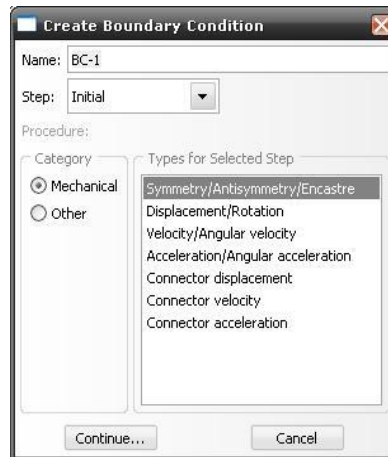 Create Boundary Condition
Name: BC-1
Step: Initial
Procedure:
Category
Mechanical
Other
Types for Selected Step
Symmetry/Antisymmetry/Encastre
Displacement/Rotation
Velocity/Angular velocity
Acceleration/Angular acceleration
Connector displacement
Connector velocity
Connector acceleration
Continue...
Cancel